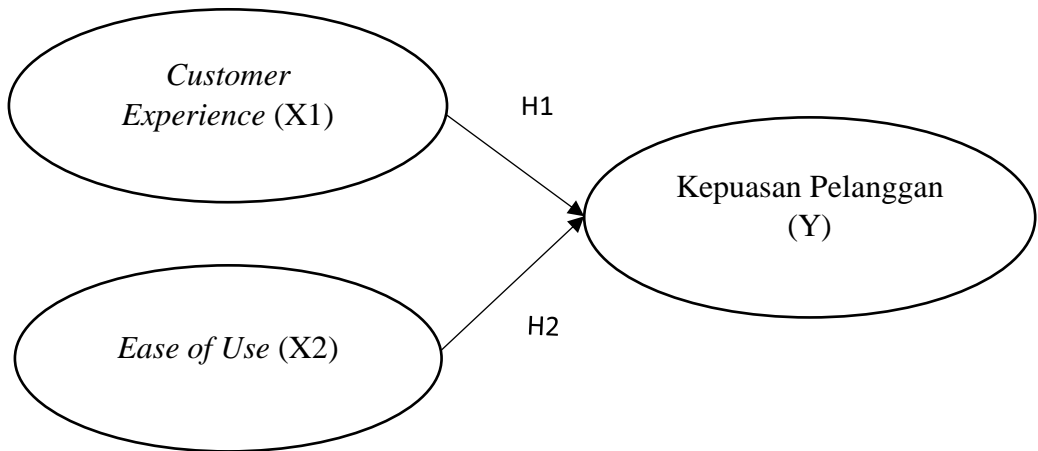 Customer
Experience (X1)
H1
Kepuasan Pelanggan
(Y)
Ease of Use (X2)
H2